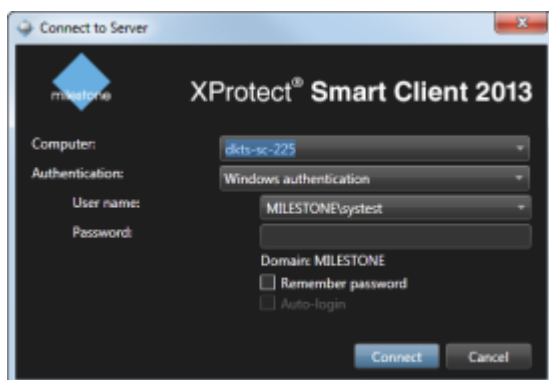 Connect to Server
milestone
XProtect® Smart Client 2013
Computer:
dkts-sc-225
Authentication:
Windows authentication
User name:
MILESTONE\systest
Password:
Domain: MILESTONE
Remember password
Auto-login
Connect
Cancel